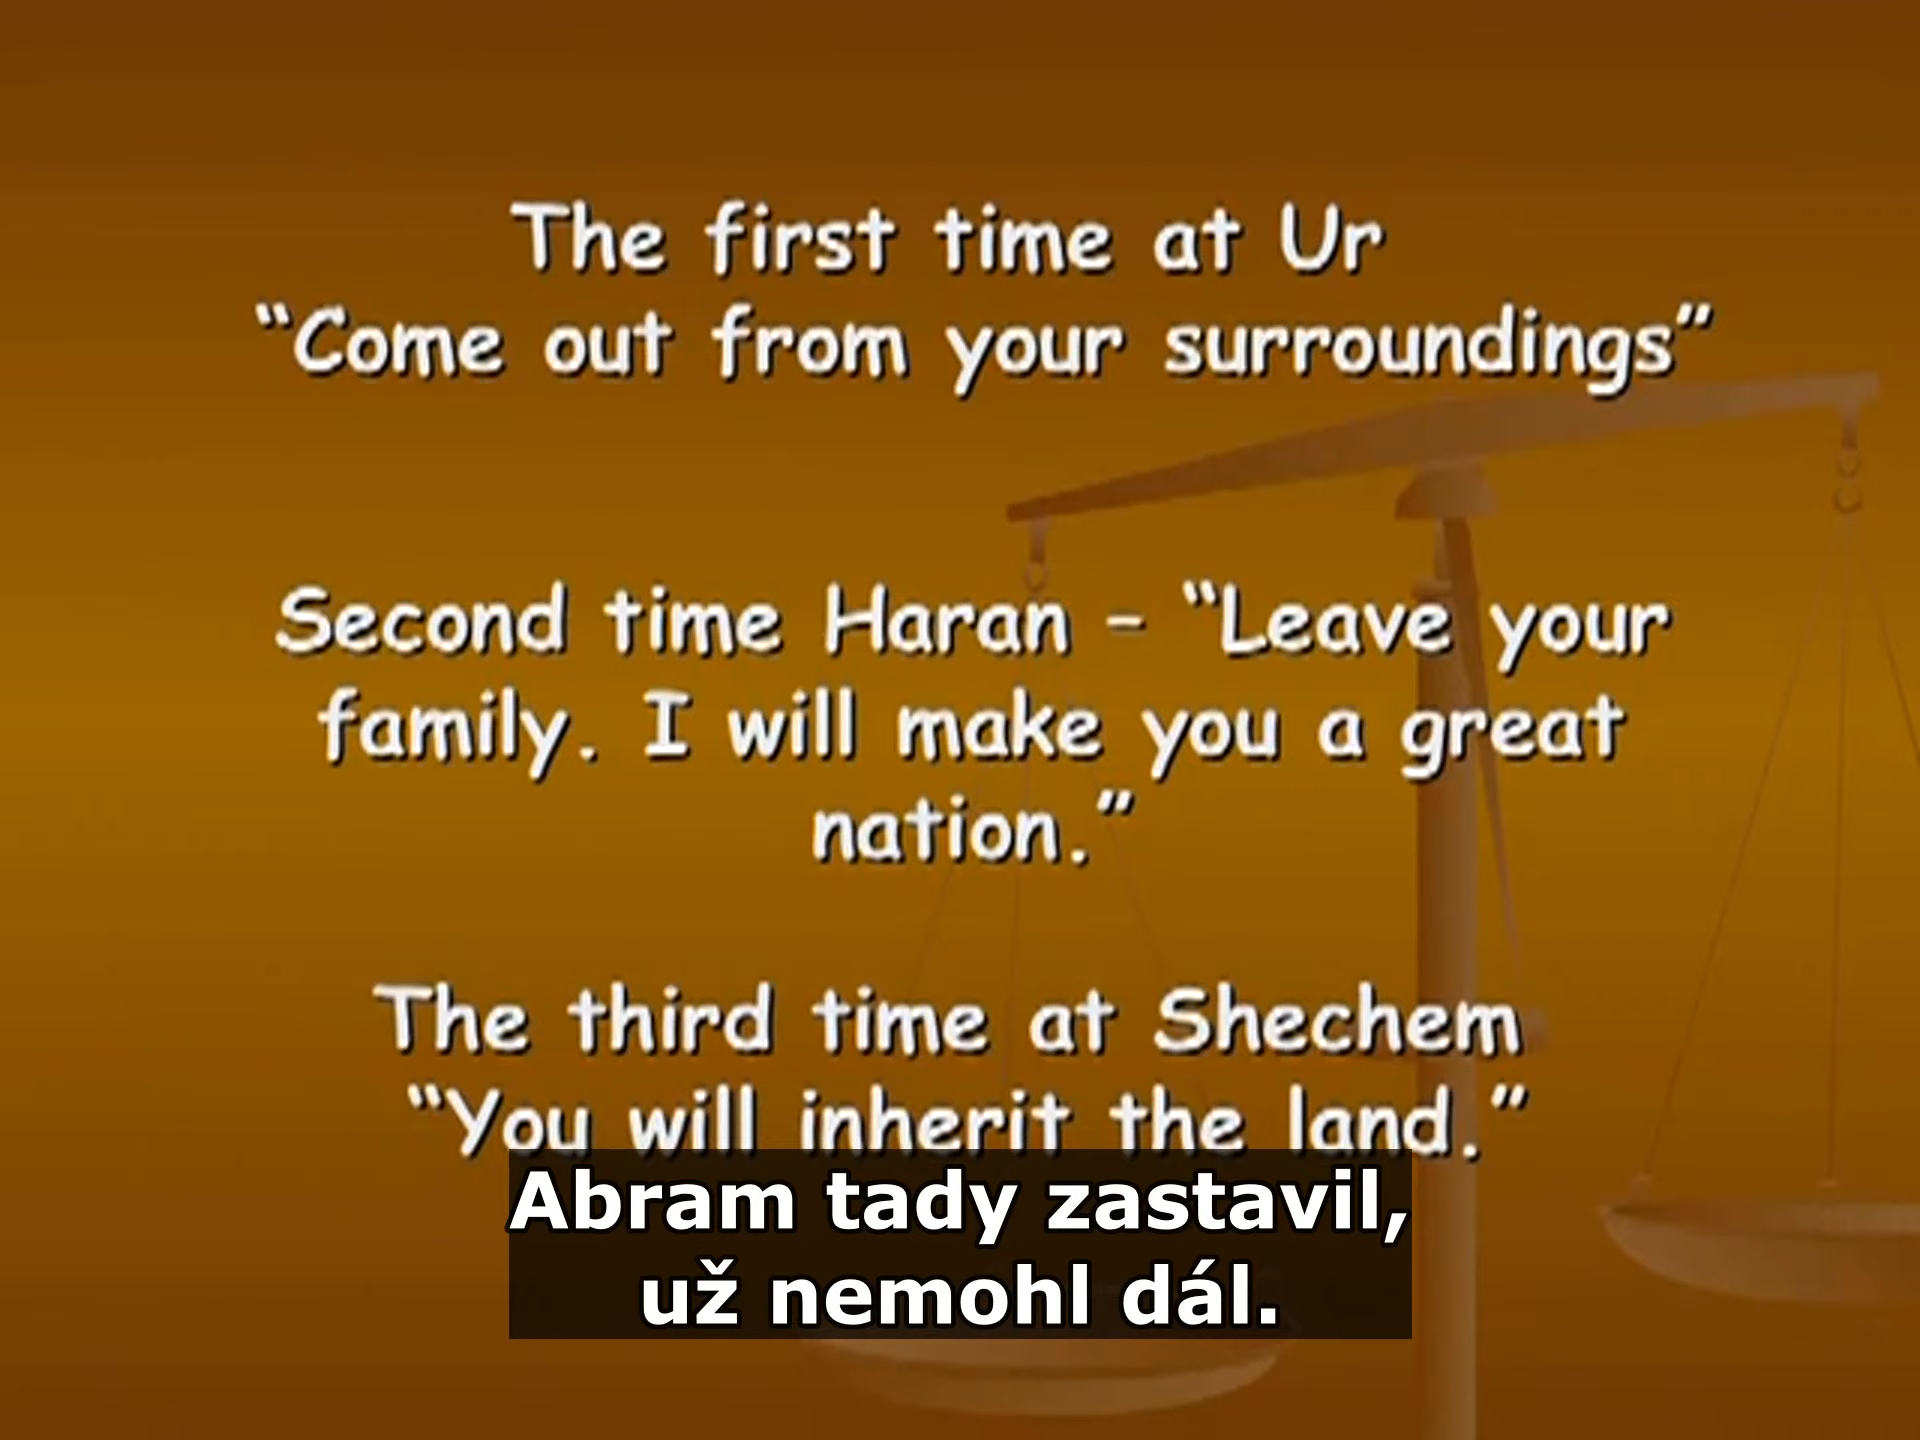 The first time at Ur
“Come out from your surroundings”
Second time Haran – “Leave your
family. I will make you a great
nation.”
The third time at Shechem
“You will inherit the land.”
Abram tady zastavil,
už nemohl dál.